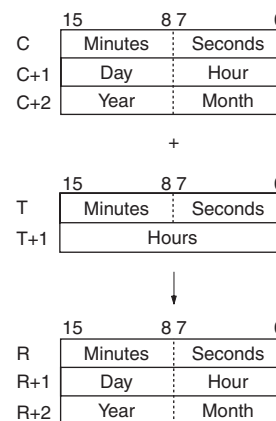 15 8 7
C Minutes Seconds
C+1 Day Hour
C+2 Year Month
+
15 8 7
T Minutes Seconds
T+1 Hours
15 8 7
R Minutes Seconds
R+1 Day Hour
R+2 Year Month